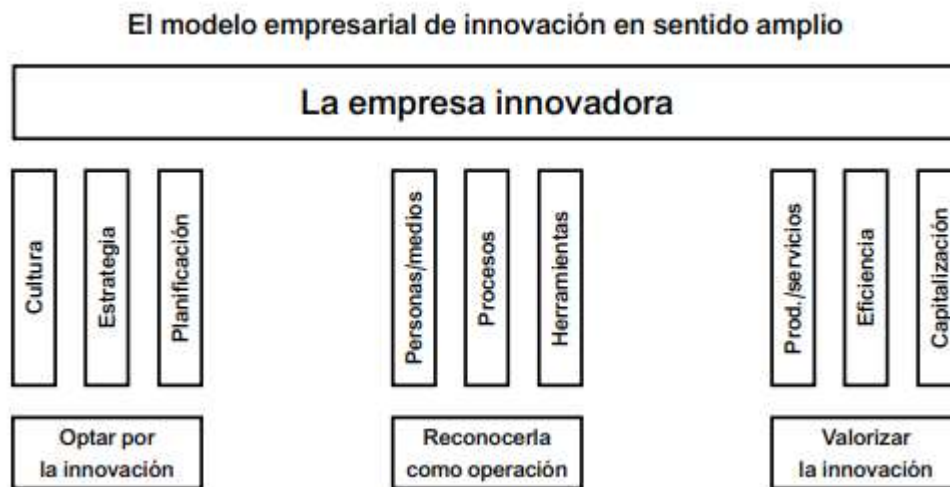 El modelo empresarial de innovación en sentido amplio
La empresa innovadora
Cultura
Estrategia
Planificación
Personas/medios
Procesos
Herramientas
Prod./servicios
Eficiencia
Capitalización
Optar por
la innovación
Reconocerla
como operación
Valorizar
la innovación